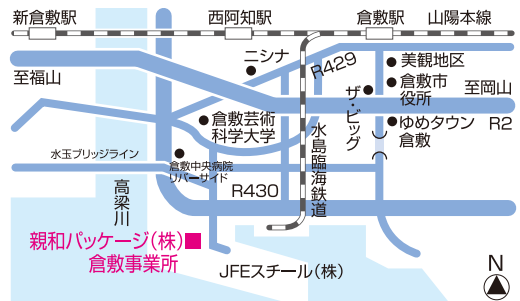 新倉敷駅
西阿知駅
倉敷駅
山陽本線
至福山
ニシナ
R429
美観地区
倉敷市
役所
至岡山
ザ・ビッグ
倉敷芸術
科学大学
ゆめタウン
倉敷
R2
水玉ブリッジライン
倉敷中央病院
リバーサイド
水島臨海鉄道
高梁川
R430
親和パッケージ(株)
倉敷事業所
JFEスチール(株)
N